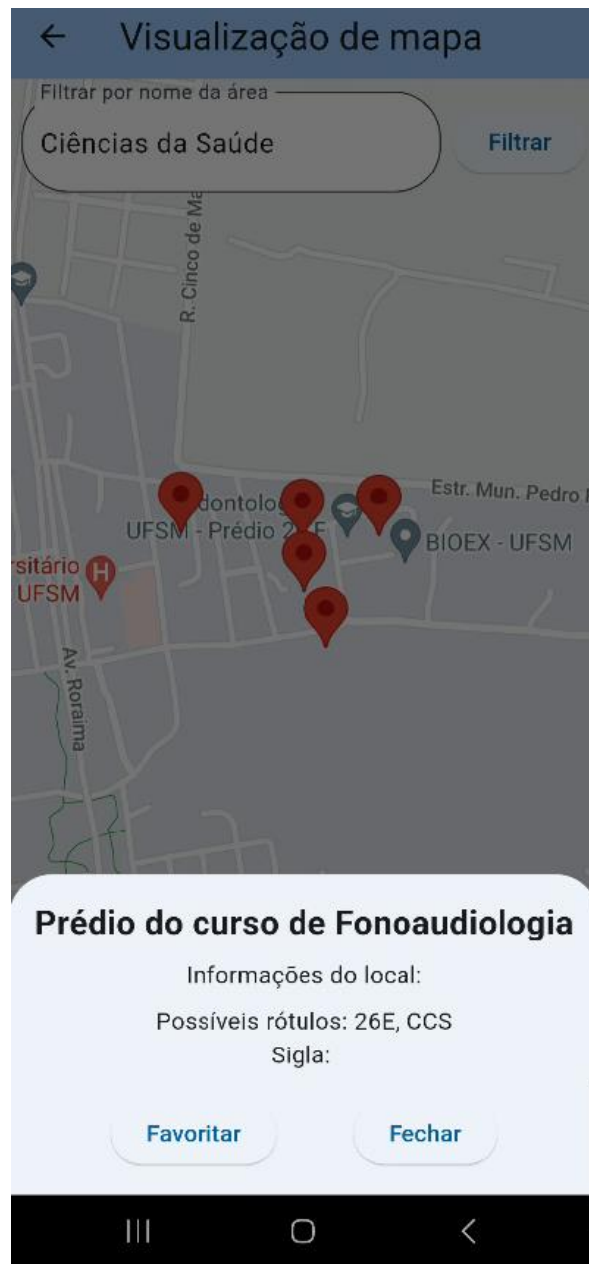 Visualização de mapa
Filtrar por nome da área
Ciências da Saúde
Filtrar
R. Cinco de Ma
Estr. Mun. Pedro
dontolo
UFSM - Prédio 2 F
BIOEX - UFSM
sitário
UFSM
H
Av. Roraima
Prédio do curso de Fonoaudiologia
Informações do local:
Possíveis rótulos: 26E, CCS
Sigla:
Favoritar
Fechar